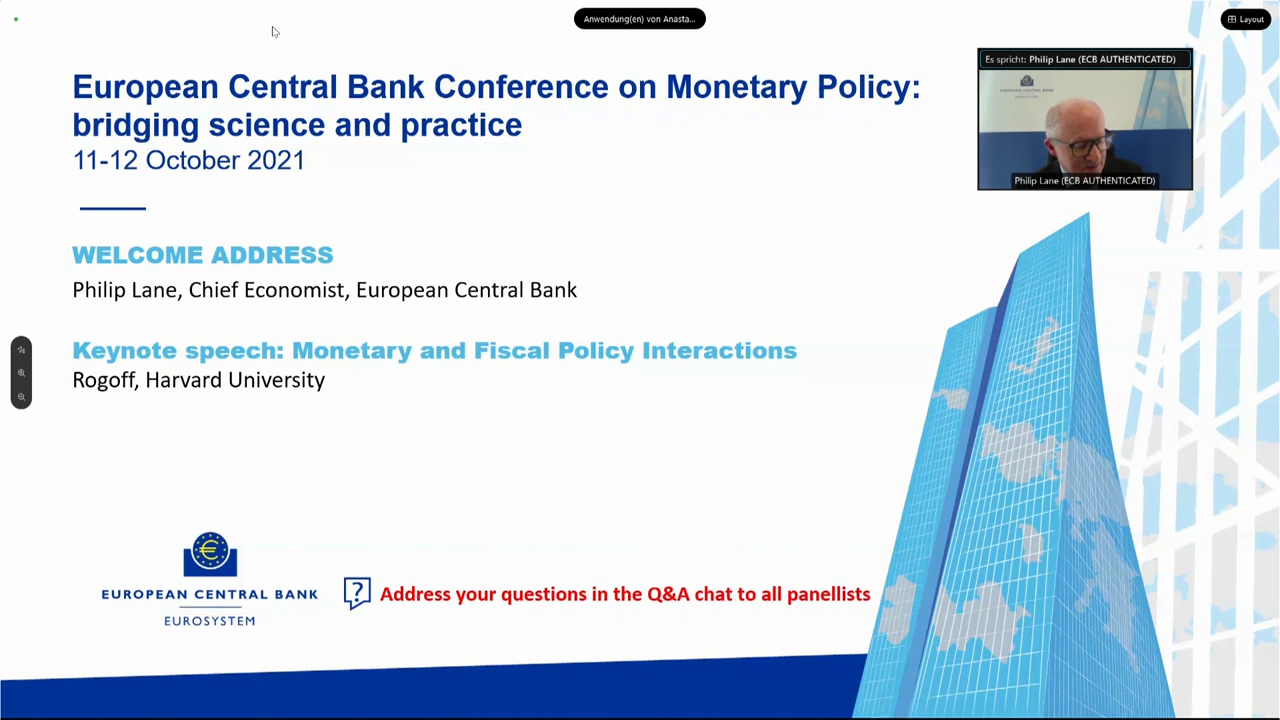 Anwendung(en) von Anasta...
Layout
European Central Bank Conference on Monetary Policy:
bridging science and practice
11-12 October 2021
Es spricht: Philip Lane (ECB AUTHENTICATED)
EUROPEAN CENTRAL BANK
Philip Lane (ECB AUTHENTICATED)
WELCOME ADDRESS
Philip Lane, Chief Economist, European Central Bank
Keynote speech: Monetary and Fiscal Policy Interactions
Rogoff, Harvard University
EUROPEAN CENTRAL BANK
EUROSYSTEM
Address your questions in the Q&A chat to all panellists